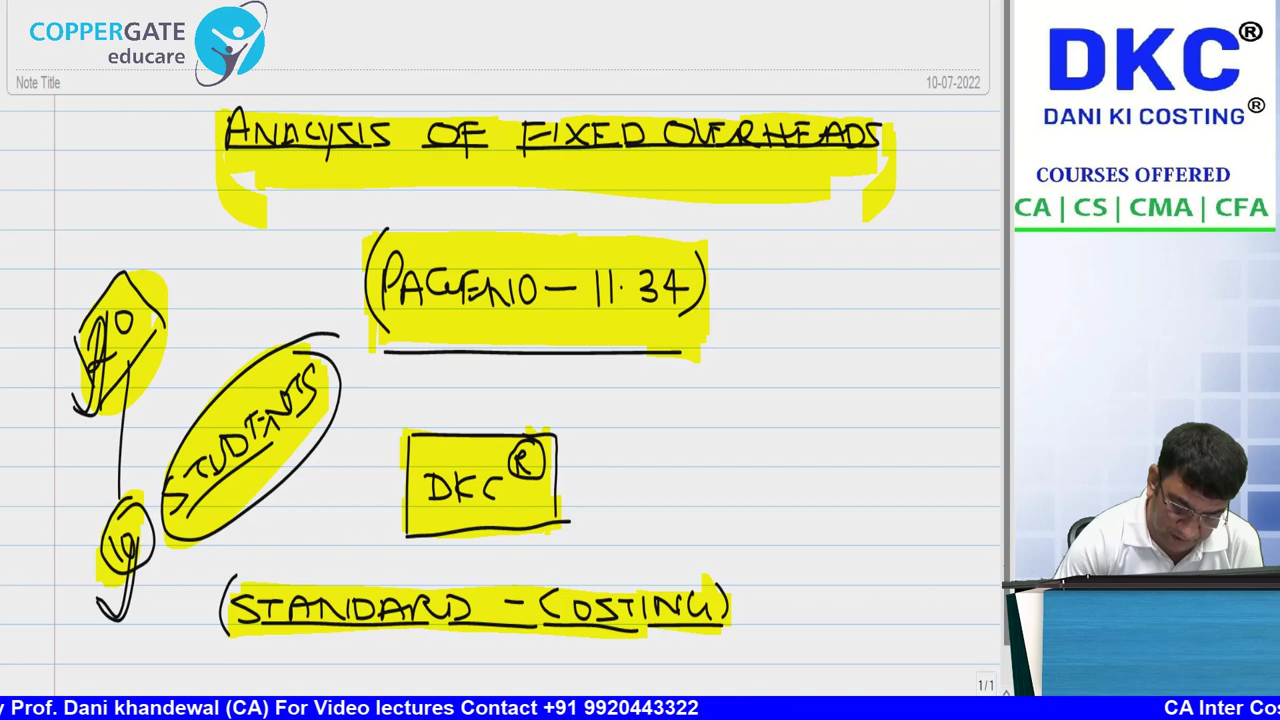 COPPERGATE
educare
Note Title
10-07-2022
ANALYSIS OF FIXED OVERHEADS
(PAGE NO - 11.34)
STUDT-NOTS
DKC ®
(STANDARD - COSTING)
1/1
DKC®
DANI KI COSTING®
COURSES OFFERED
CA | CS | CMA | CFA
y Prof. Dani khandewal (CA) For Video lectures Contact +91 9920443322
CA Inter Cos